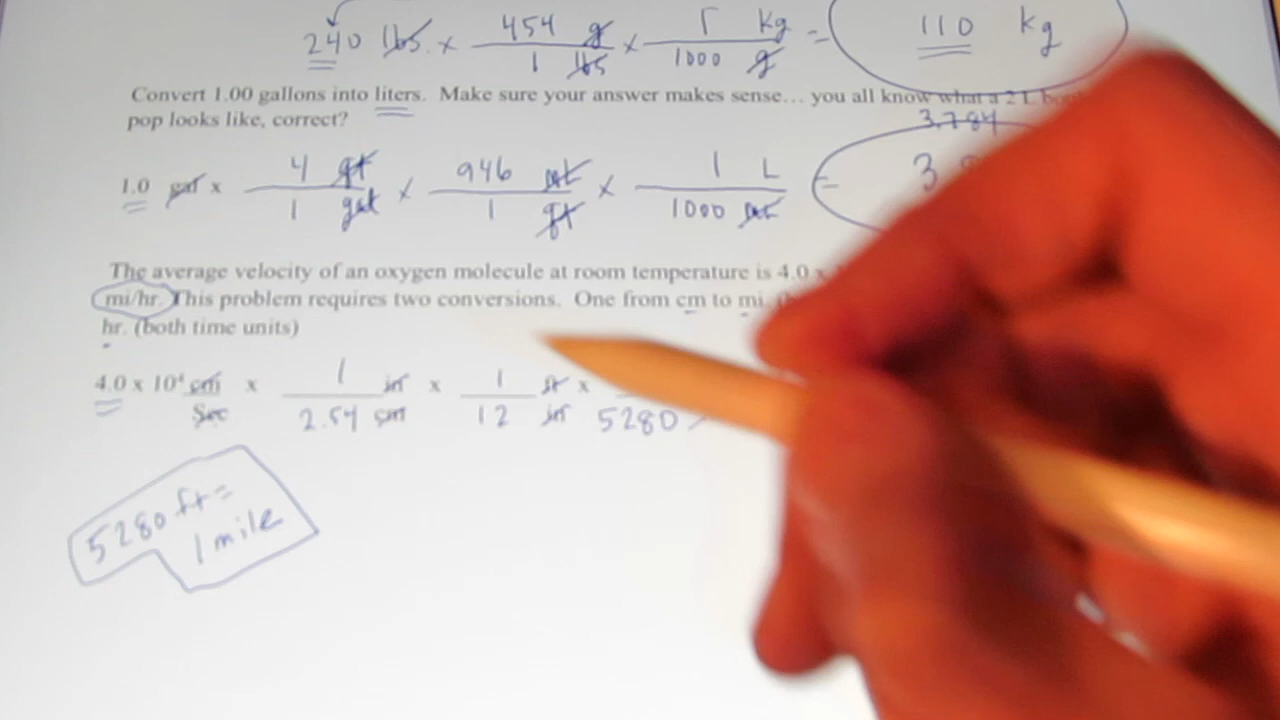 240 lbs. x 454 g / 1 lbs x 1 kg / 1000 g = 110 kg
Convert 1.00 gallons into liters. Make sure your answer makes sense... you all know what a 2 L
pop looks like, correct?
3.784
1.0 gal x 4 qt / 1 gal x 946 mL / 1 qt x 1 L / 1000 mL = 3
The average velocity of an oxygen molecule at room temperature is 4.0 x
mi/hr. This problem requires two conversions. One from cm to mi.
hr. (both time units)
4.0 x 10⁴ cm / Sec x 1 in / 2.54 cm x 1 ft / 12 in x 5280
5280 ft =
1 mile